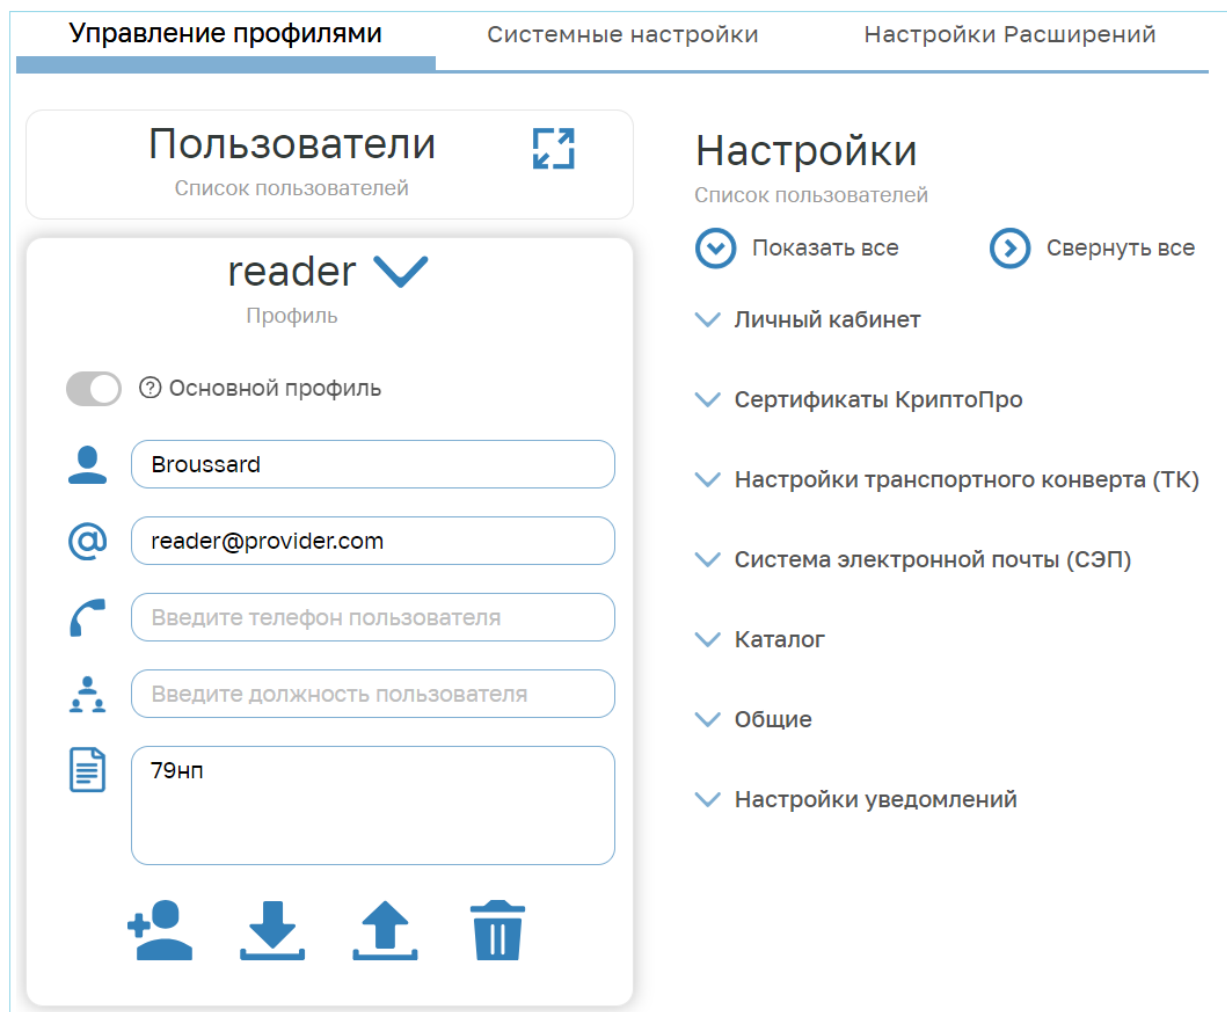 Управление профилями
Системные настройки
Настройки Расширений
Пользователи
Список пользователей
reader
Профиль
Основной профиль
Broussard
reader@provider.com
Введите телефон пользователя
Введите должность пользователя
79нп
Настройки
Список пользователей
Показать все
Свернуть все
Личный кабинет
Сертификаты КриптоПро
Настройки транспортного конверта (ТК)
Система электронной почты (СЭП)
Каталог
Общие
Настройки уведомлений